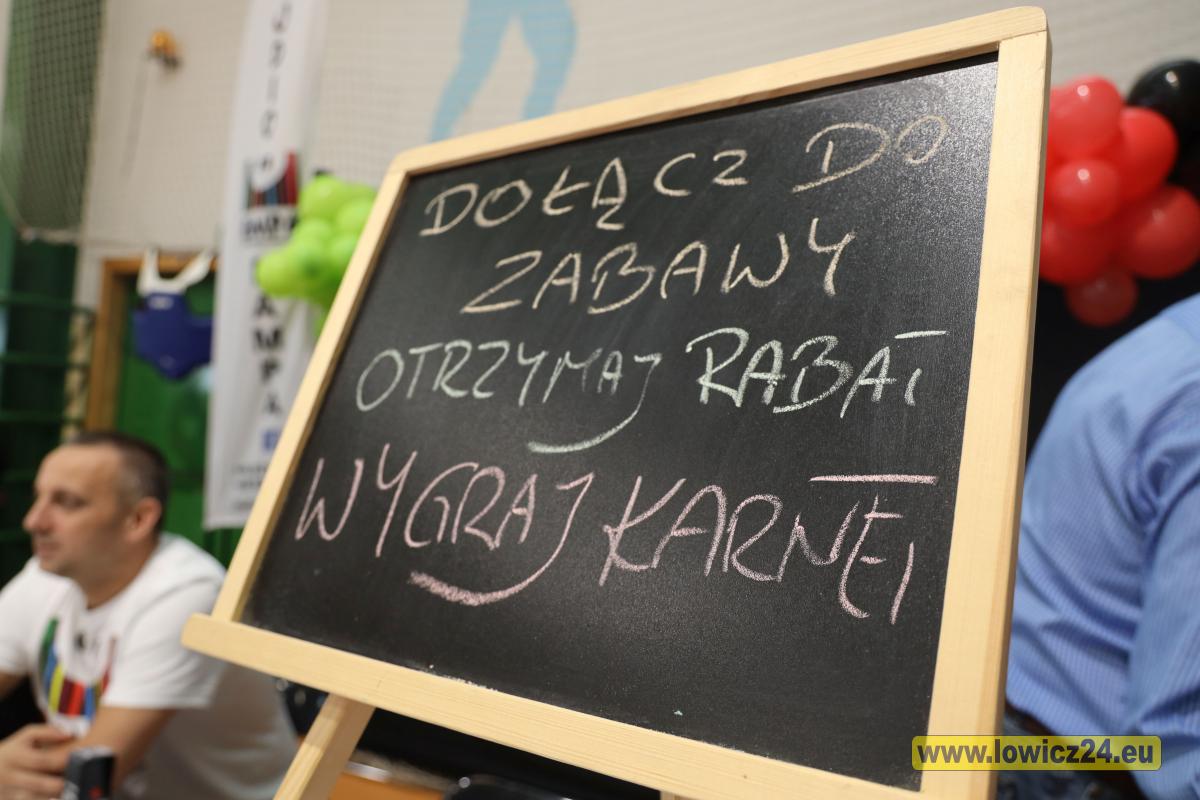 DOŁĄCZ DO
ZABAWY
OTRZYMAJ RABAT
WYGRAJ KARNET
www.lowicz24.eu